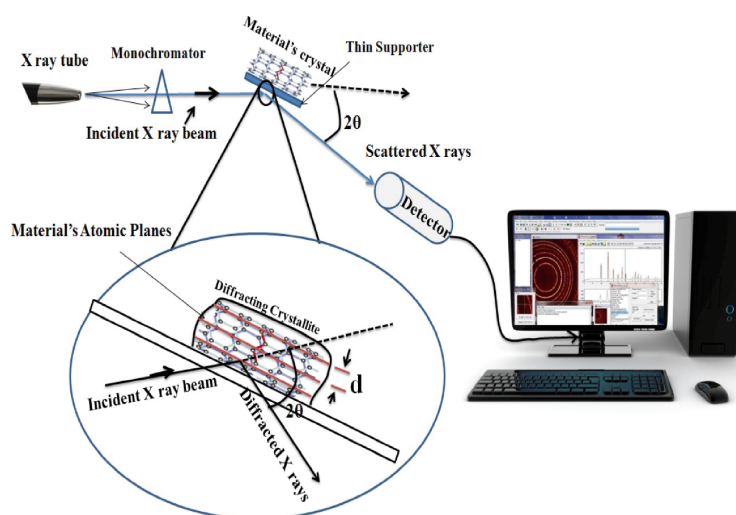 X ray tube
Monochromator
Material's crystal
Thin Supporter
Incident X ray beam
2θ
Scattered X rays
Detector
Material's Atomic Planes
Diffracting Crystallite
Incident X ray beam
2θ
d
Diffracted X rays